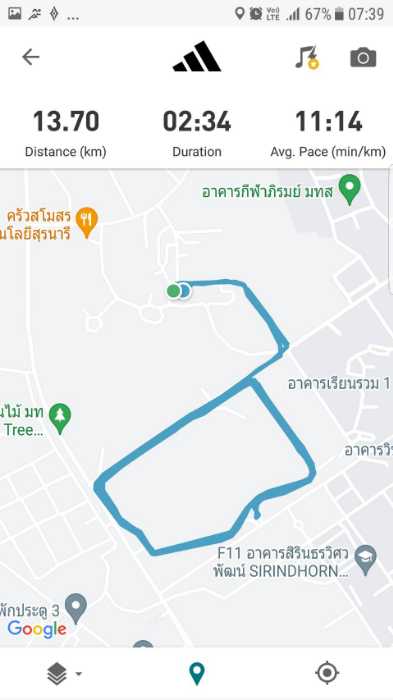 ... VoLTE 67% 07:39
13.70 02:34 11:14
Distance (km) Duration Avg. Pace (min/km)
อาคารกีฬาภิรมย์ มทส
ครัวสโมสร
นโลยีสุรนารี
อาคารเรียนรวม 1
นไม้ มท
Tree...
อาคารวิ
F11 อาคารสิรินธรวิศว
พัฒน์ SIRINDHORN...
พักประตู 3
Google